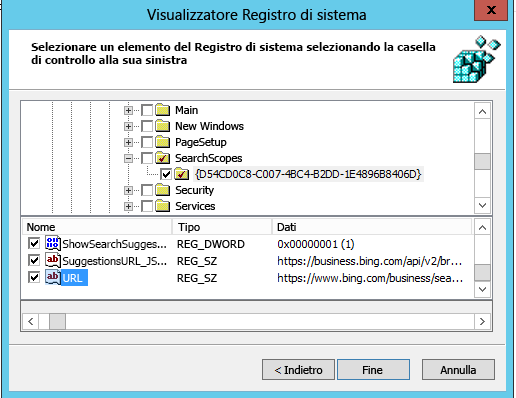 Visualizzatore Registro di sistema
x
Selezionare un elemento del Registro di sistema selezionando la casella
di controllo alla sua sinistra
Main
New Windows
PageSetup
SearchScopes
{D54CD0C8-C007-4BC4-B2DD-1E4896B8406D}
Security
Services
Nome Tipo Dati
ShowSearchSugges... REG_DWORD 0x00000001 (1)
SuggestionsURL_JS... REG_SZ https://business.bing.com/api/v2/br...
URL REG_SZ https://www.bing.com/business/sea...
< Indietro Fine Annulla